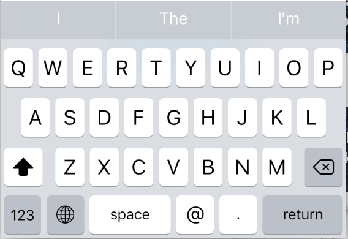 I The I'm
Q W E R T Y U I O P
A S D F G H J K L
Z X C V B N M
123 space @ . return